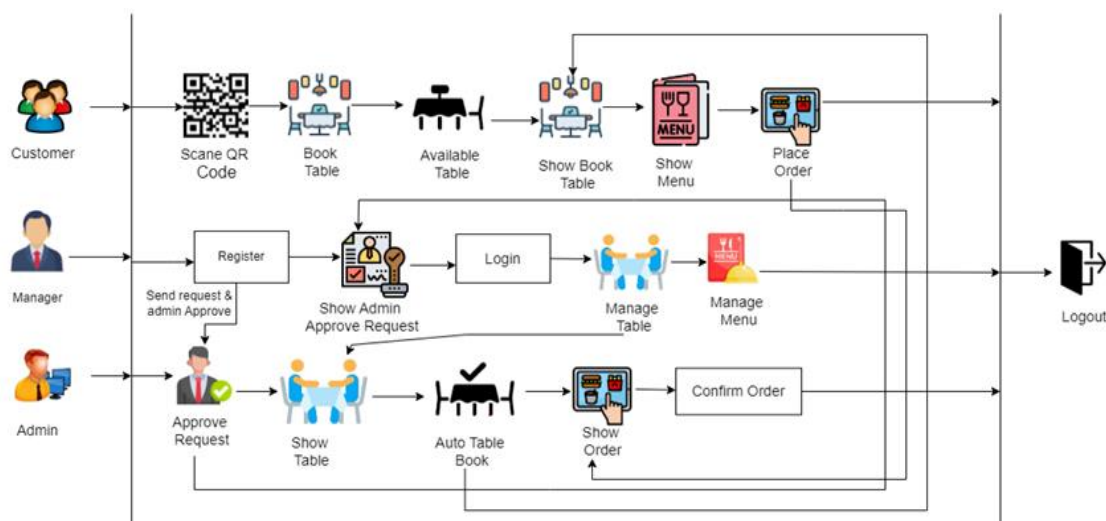 Customer
Scane QR
Code
Book
Table
Available
Table
Show Book
Table
MENU
Show
Menu
Place
Order
Manager
Register
Send request &
admin Approve
Show Admin
Approve Request
Login
Manage
Table
MENU
Manage
Menu
Logout
Admin
Approve
Request
Show
Table
Auto Table
Book
Show
Order
Confirm Order